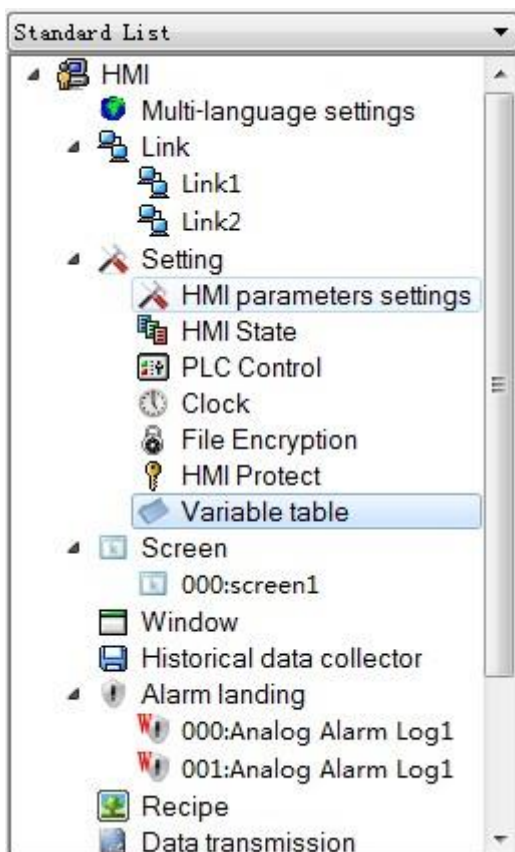 Standard List
HMI
Multi-language settings
Link
Link1
Link2
Setting
HMI parameters settings
HMI State
PLC Control
Clock
File Encryption
HMI Protect
Variable table
Screen
000:screen1
Window
Historical data collector
Alarm landing
000:Analog Alarm Log1
001:Analog Alarm Log1
Recipe
Data transmission